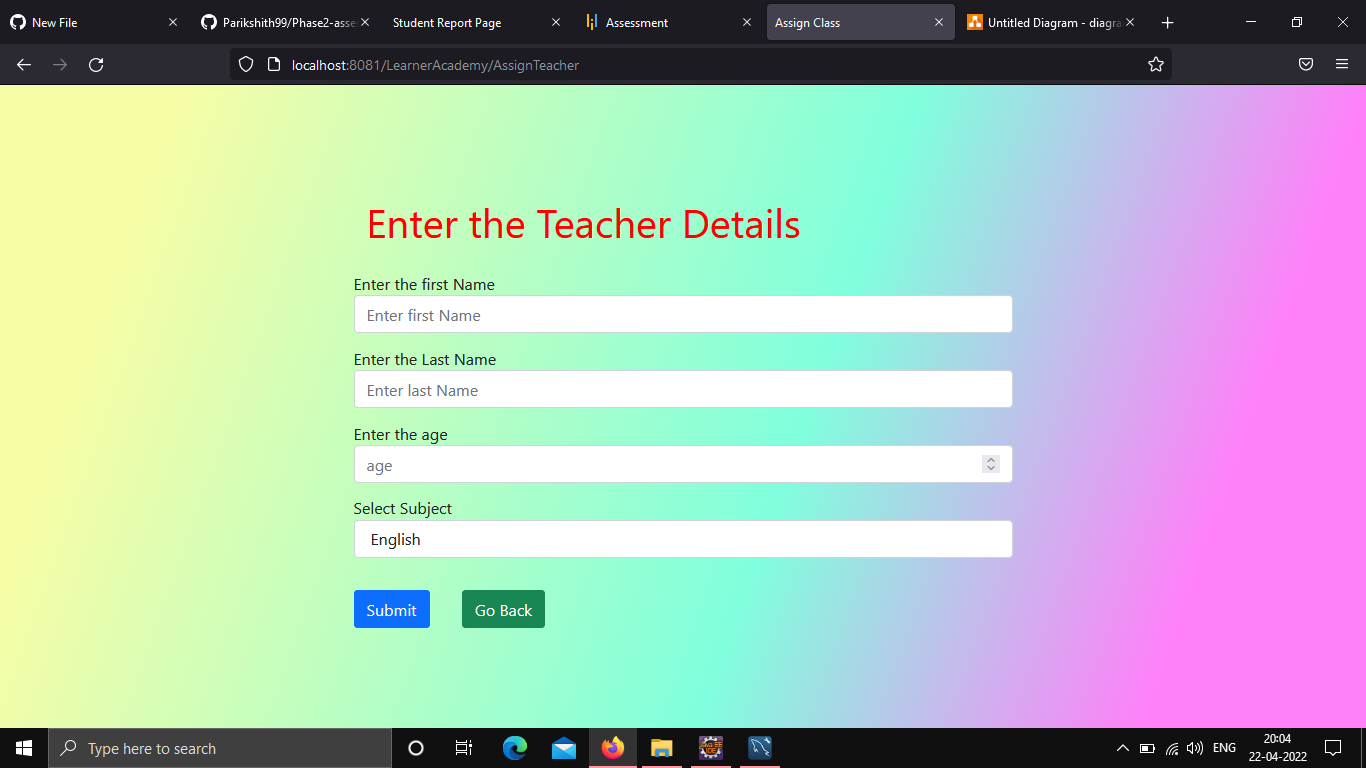 New File
Parikshith99/Phase2-asse
Student Report Page
Assessment
Assign Class
Untitled Diagram - diagra
localhost:8081/LearnerAcademy/AssignTeacher
Enter the Teacher Details
Enter the first Name
Enter first Name
Enter the Last Name
Enter last Name
Enter the age
age
Select Subject
English
Submit Go Back
Type here to search
ENG
20:04
22-04-2022